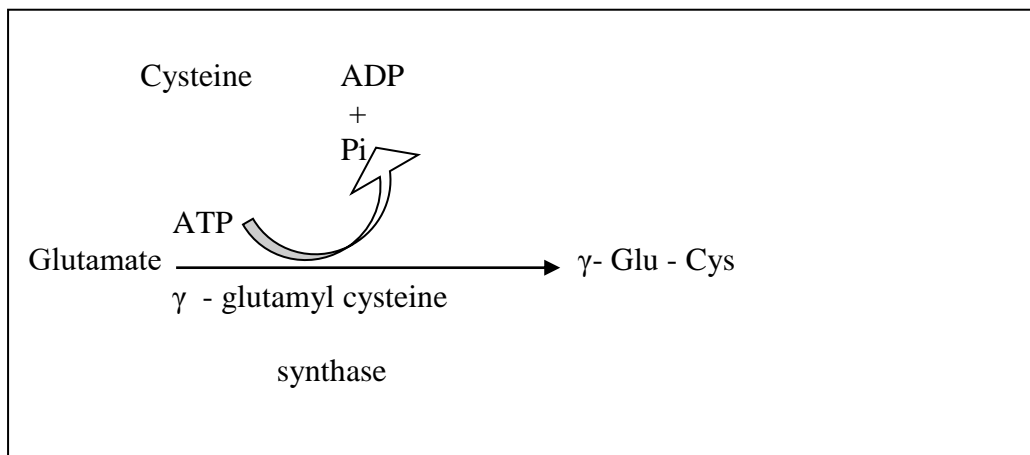 Cysteine ADP
+
Pi
ATP
Glutamate γ- Glu - Cys
γ - glutamyl cysteine
synthase